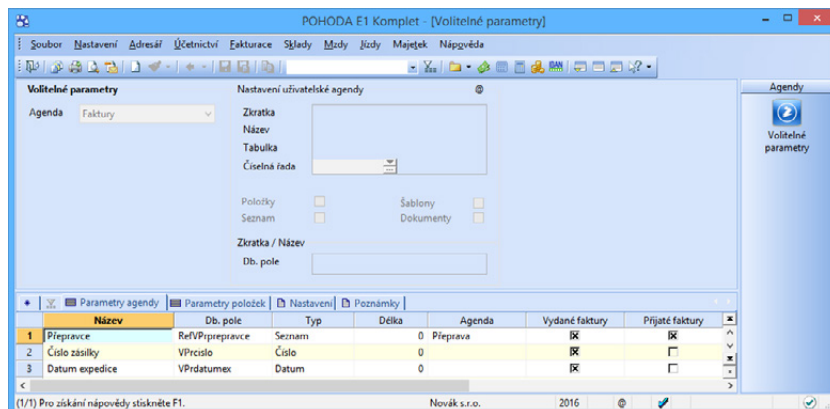 POHODA E1 Komplet - [Volitelné parametry]
Soubor Nastavení Adresář Účetnictví Fakturace Sklady Mzdy Jízdy Majetek Nápověda
Volitelné parametry
Nastavení uživatelské agendy @
Agendy
Agenda Faktury
Zkratka
Název
Tabulka
Číselná řada
Volitelné
parametry
Položky Šablony
Seznam Dokumenty
Zkratka / Název
Db. pole
Parametry agendy Parametry položek Nastavení Poznámky
Název Db. pole Typ Délka Agenda Vydané faktury Přijaté faktury
1 Přepravce RefVPrprepravce Seznam 0 Přeprava
2 Číslo zásilky VPrcislo Číslo 0
3 Datum expedice VPrdatumex Datum 0
(1/1) Pro získání nápovědy stiskněte F1. Novák s.r.o. 2016 @